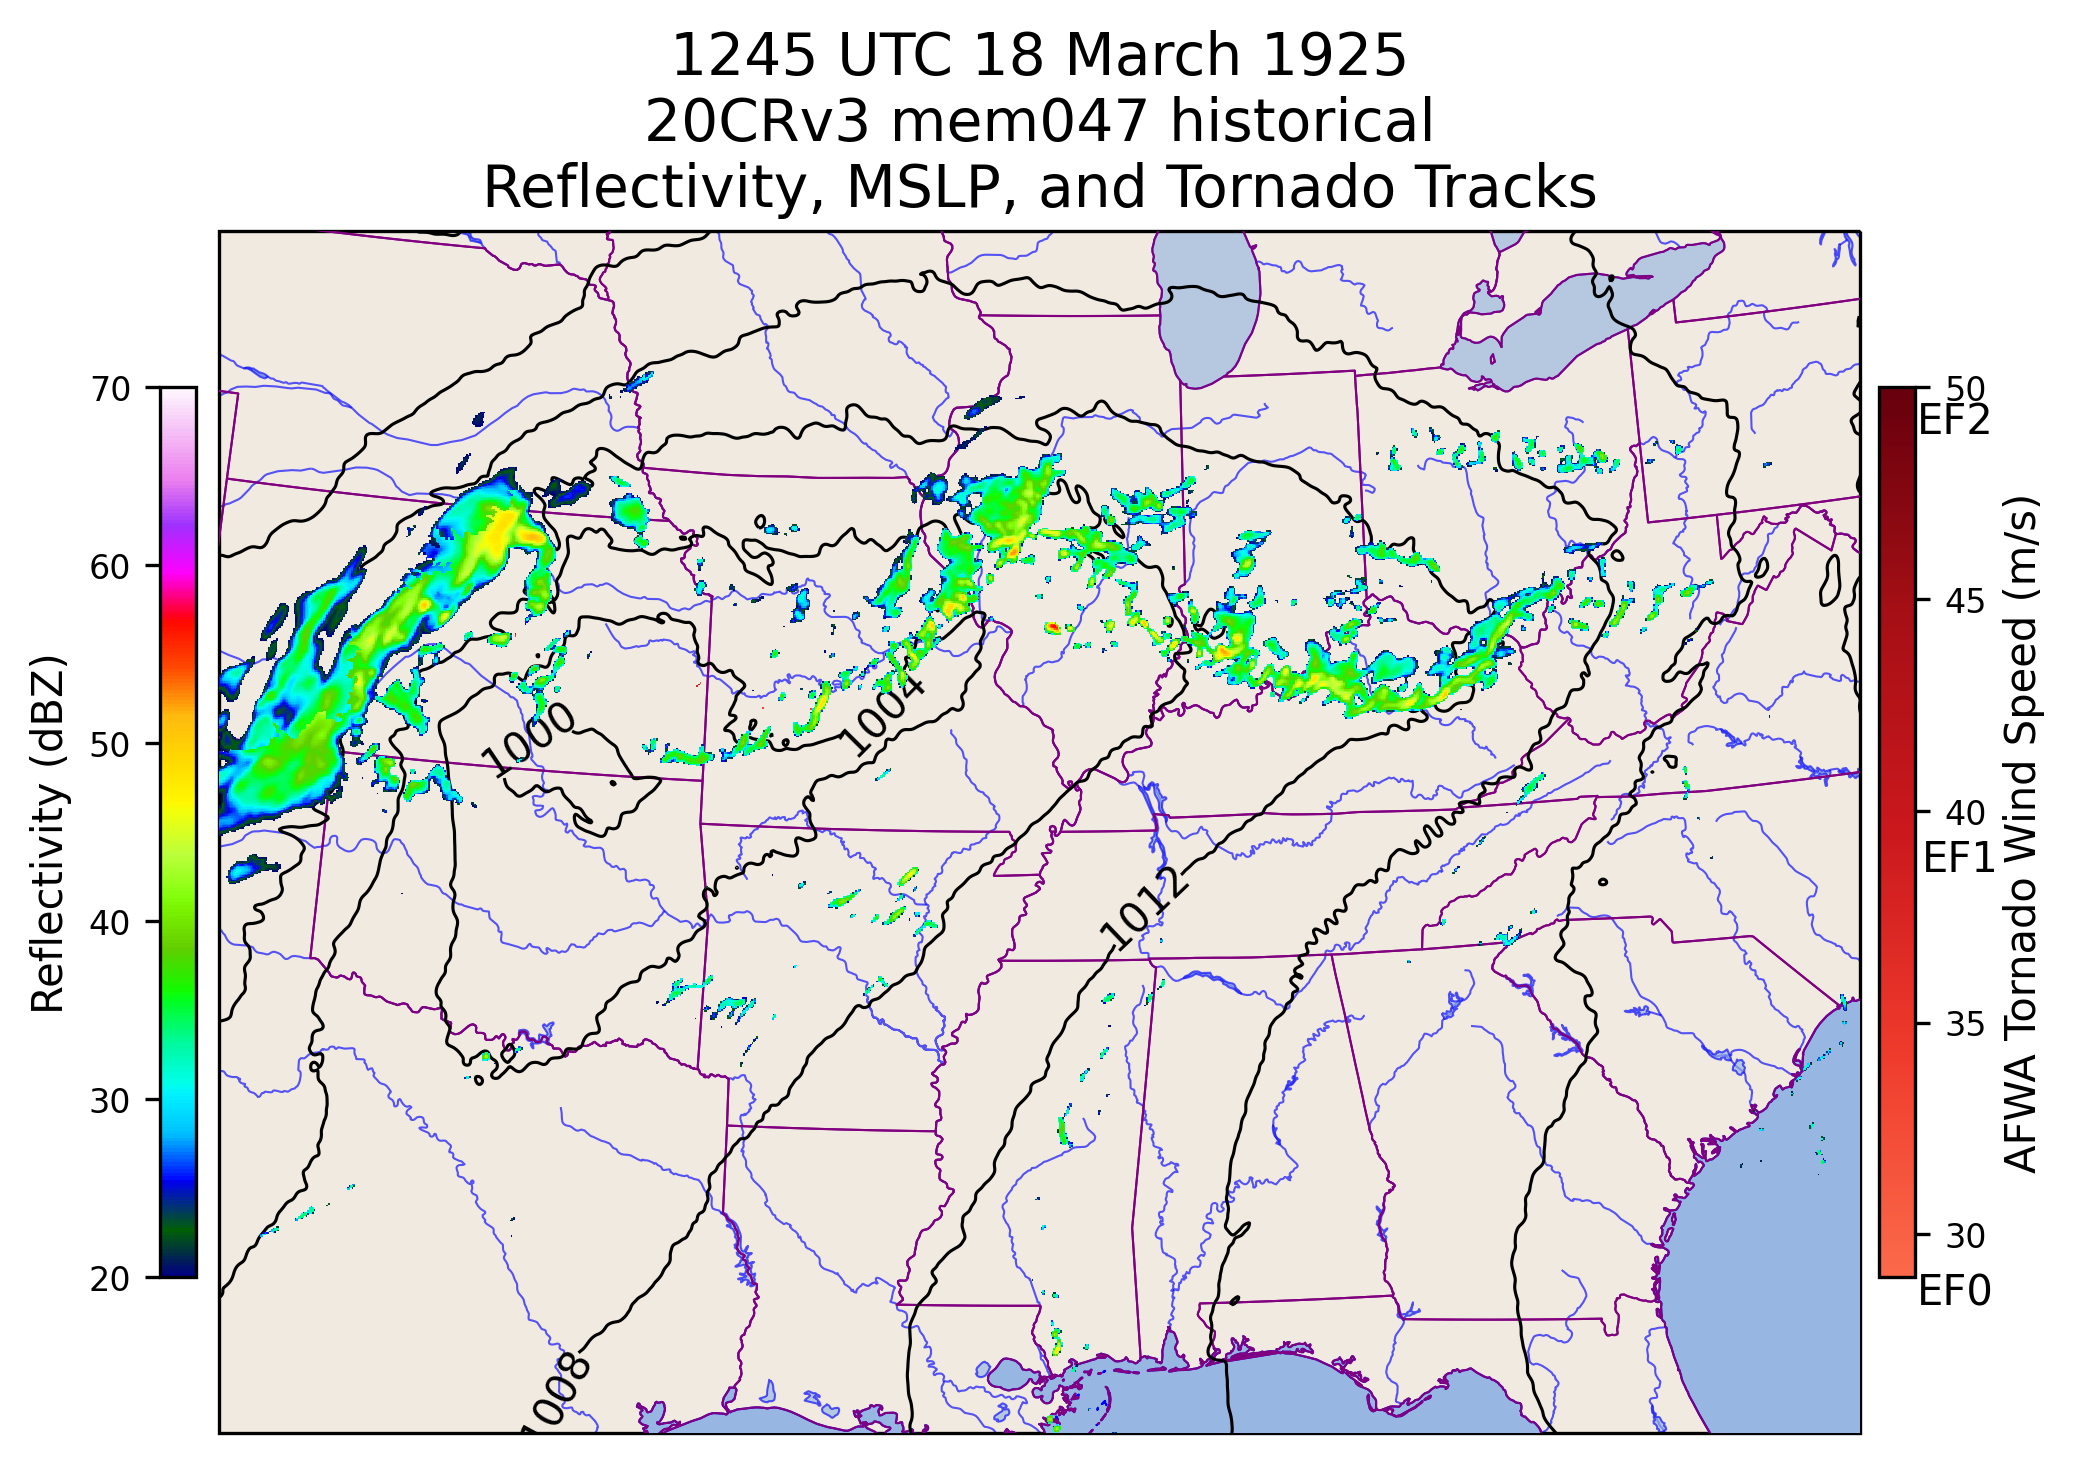 1245 UTC 18 March 1925
20CRv3 mem047 historical
Reflectivity, MSLP, and Tornado Tracks
70
60
50
40
30
20
Reflectivity (dBZ)
1000
1004
1012
1008
50
EF2
45
40
EF1
35
30
EF0
AFWA Tornado Wind Speed (m/s)